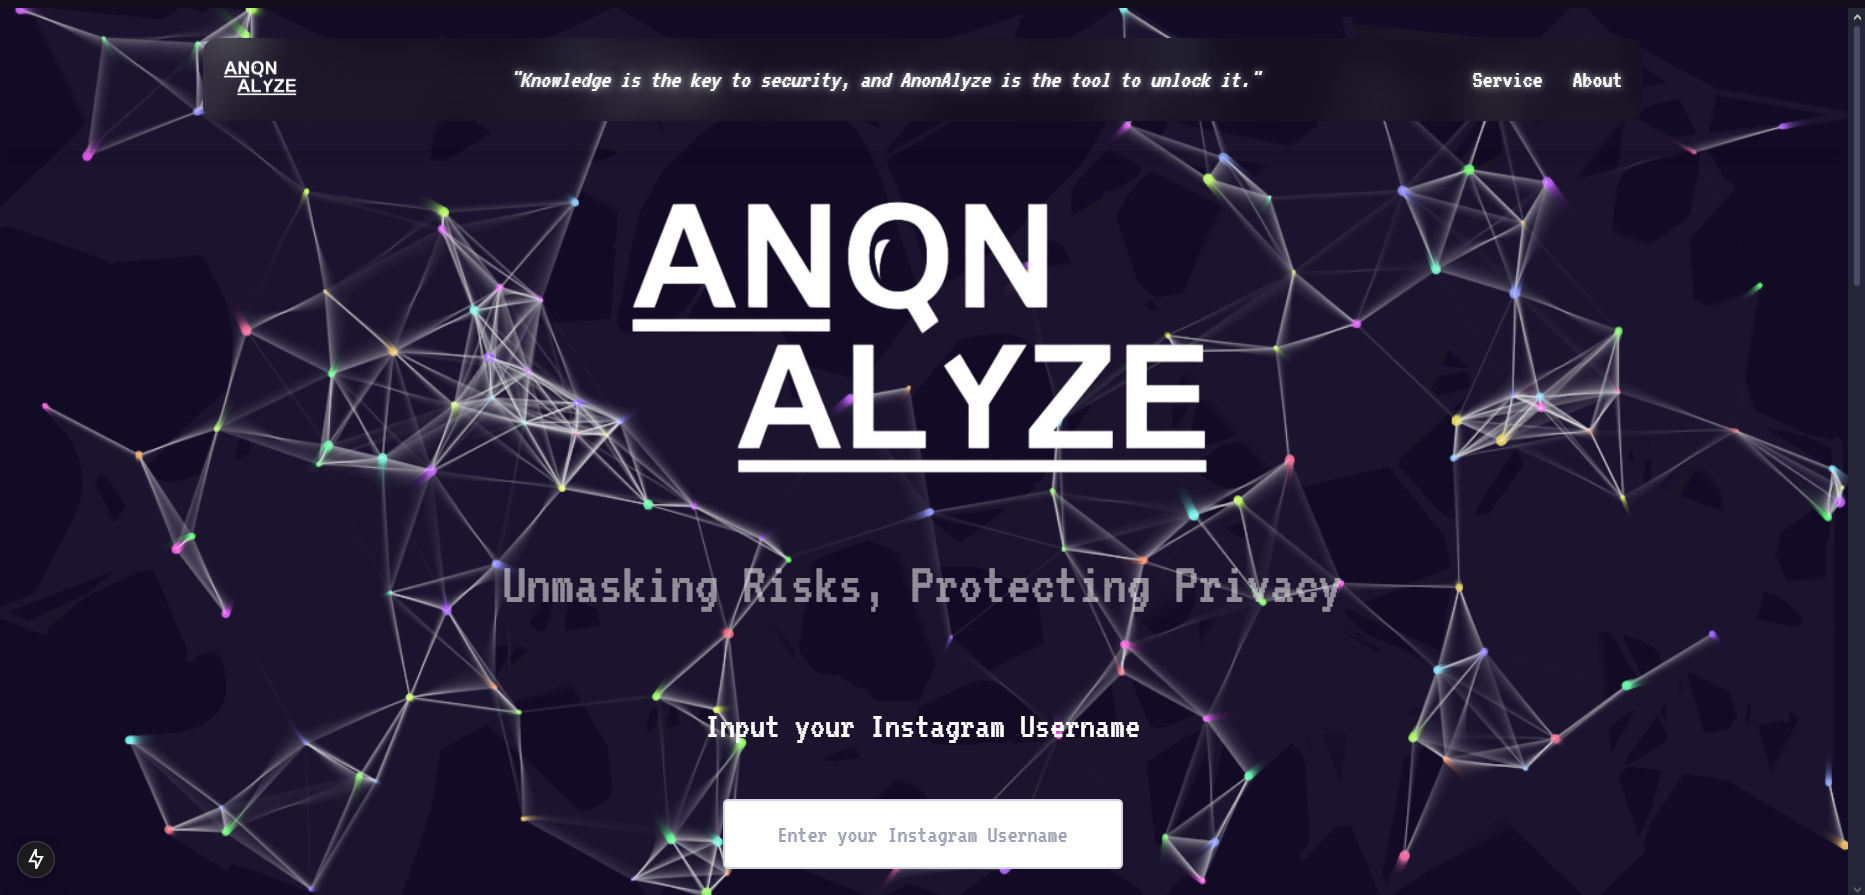 ANQN
ALYZE
"Knowledge is the key to security, and AnonAlyze is the tool to unlock it."
Service
About
ANQN
ALYZE
Unmasking Risks, Protecting Privacy
Input your Instagram Username
Enter your Instagram Username